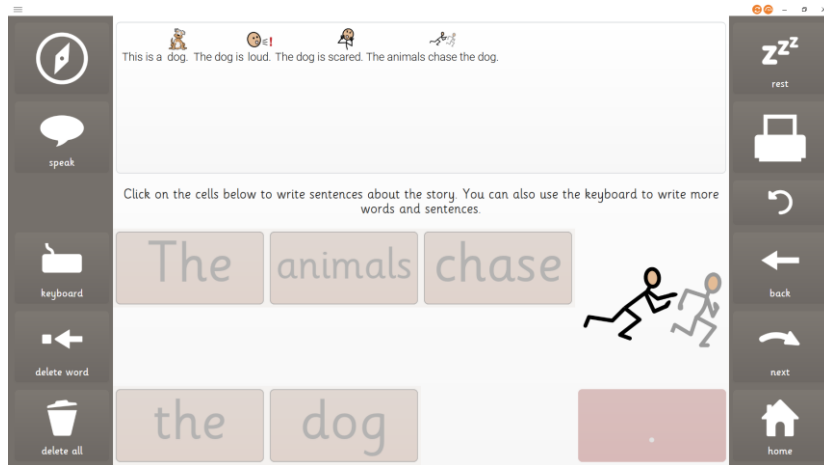 This is a dog. The dog is loud. The dog is scared. The animals chase the dog.
zzz
rest
speak
Click on the cells below to write sentences about the story. You can also use the keyboard to write more
words and sentences.
The animals chase
keyboard
back
delete word
next
the dog .
delete all
home